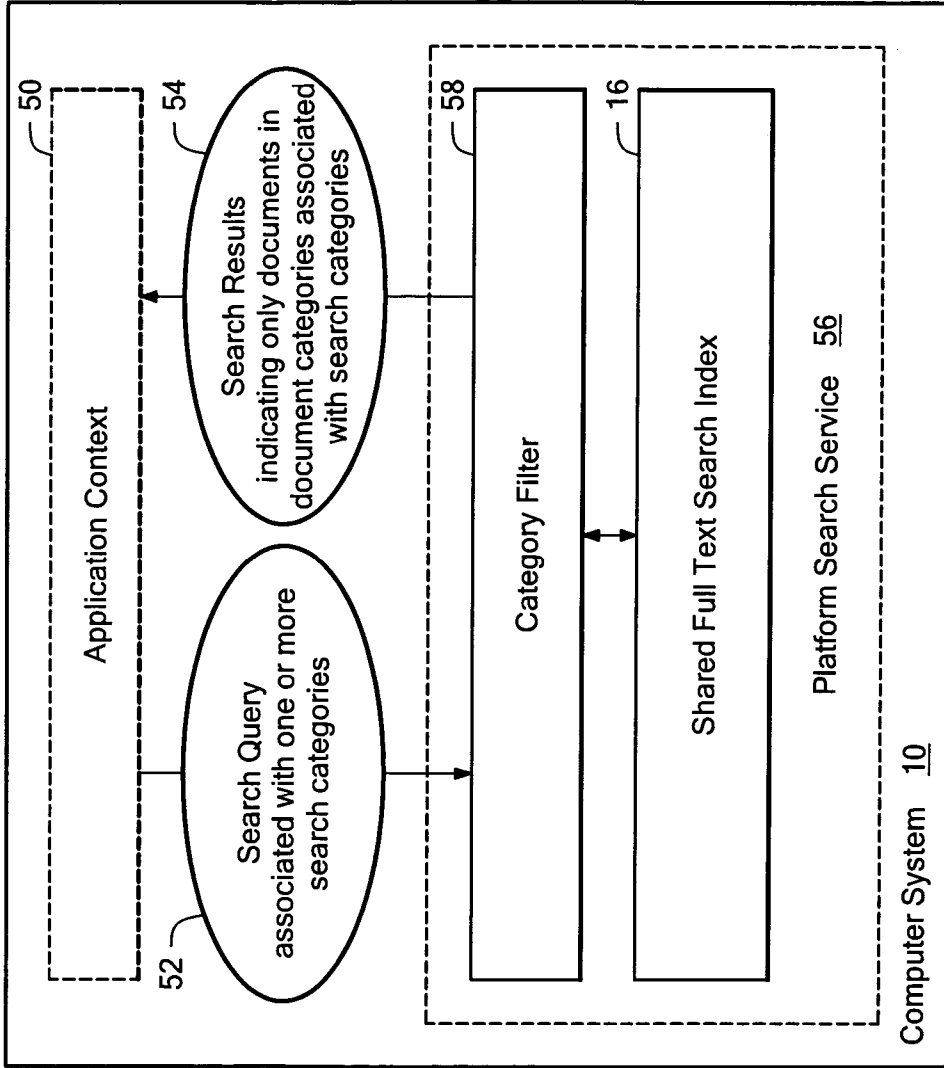 50
Application Context
52
Search Query
associated with one or more
search categories
54
Search Results
indicating only documents in
document categories associated
with search categories
58
Category Filter
16
Shared Full Text Search Index
Platform Search Service 56
Computer System 10